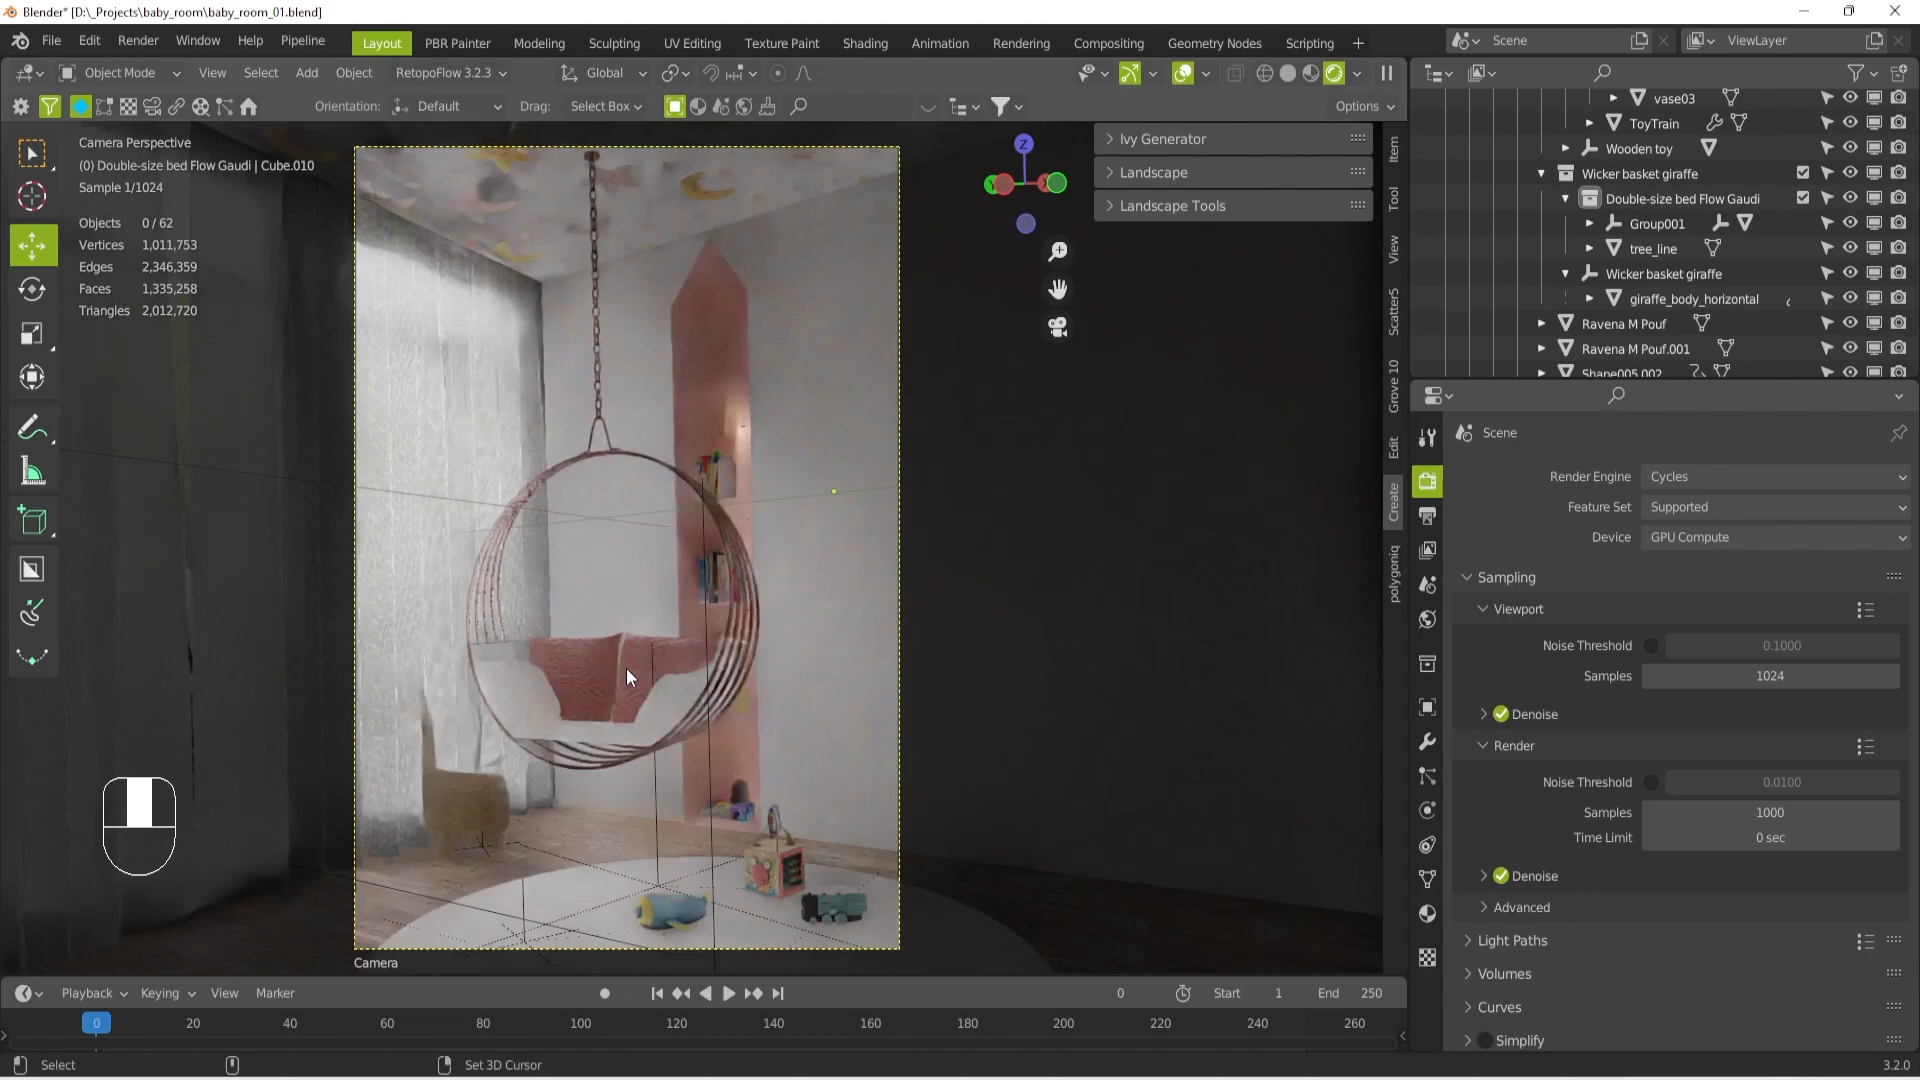 Blender* [D:\_Projects\baby_room\baby_room_01.blend]
File Edit Render Window Help Pipeline
Layout PBR Painter Modeling Sculpting UV Editing Texture Paint Shading Animation Rendering Compositing Geometry Nodes Scripting
Scene
ViewLayer
Object Mode View Select Add Object RetopoFlow 3.2.3 Global
Orientation: Default Drag: Select Box Options
Camera Perspective
(0) Double-size bed Flow Gaudi | Cube.010
Sample 1/1024
Objects 0 / 62
Vertices 1,011,753
Edges 2,346,359
Faces 1,335,258
Triangles 2,012,720
Z
Ivy Generator
Landscape
Landscape Tools
Item
Tool
View
Scatter5
Grove 10
Edit
Create
polygoniq
vase03
ToyTrain
Wooden toy
Wicker basket giraffe
Double-size bed Flow Gaudi
Group001
tree_line
Wicker basket giraffe
giraffe_body_horizontal
Ravena M Pouf
Ravena M Pouf.001
Shape005.002
Scene
Render Engine Cycles
Feature Set Supported
Device GPU Compute
Sampling
Viewport
Noise Threshold 0.1000
Samples 1024
Denoise
Render
Noise Threshold 0.0100
Samples 1000
Time Limit 0 sec
Denoise
Advanced
Light Paths
Volumes
Curves
Simplify
Camera
Playback Keying View Marker 0 Start 1 End 250
0 20 40 60 80 100 120 140 160 180 200 220 240 260
Select
Set 3D Cursor
3.2.0